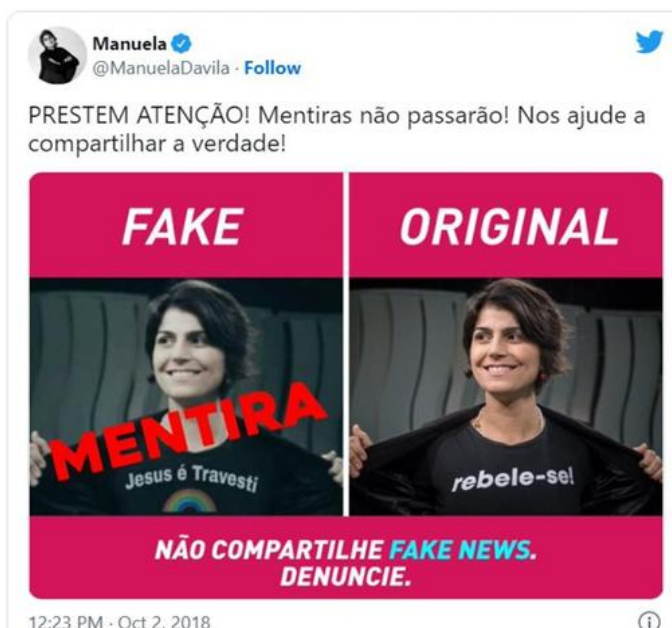 Manuela
@ManuelaDavila · Follow
PRESTEM ATENÇÃO! Mentiras não passarão! Nos ajude a
compartilhar a verdade!
FAKE
ORIGINAL
MENTIRA
Jesus é Travesti
rebele-se!
NÃO COMPARTILHE FAKE NEWS.
DENUNCIE.
12:23 PM · Oct 2, 2018